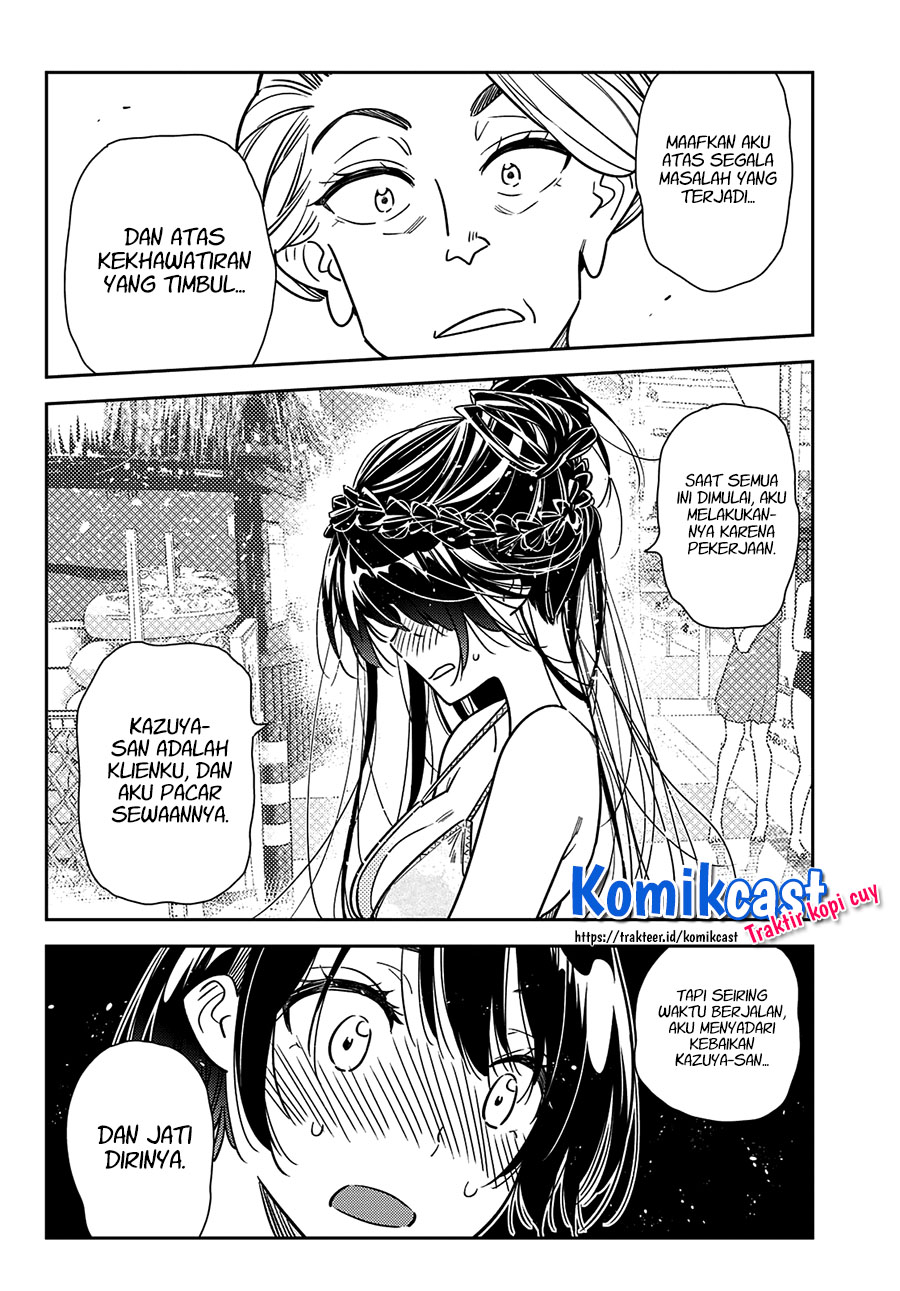 MAAFKAN AKU
ATAS SEGALA
MASALAH YANG
TERJADI...
DAN ATAS
KEKHAWATIRAN
YANG TIMBUL...
SAAT SEMUA
INI DIMULAI, AKU
MELAKUKAN-
NYA KARENA
PEKERJAAN.
KAZUYA-
SAN ADALAH
KLIENKU, DAN
AKU PACAR
SEWAANNYA.
Komikcast
Traktir kopi cuy
https://trakteer.id/komikcast
TAPI SEIRING
WAKTU BERJALAN,
AKU MENYADARI
KEBAIKAN
KAZUYA-SAN...
DAN JATI
DIRINYA.